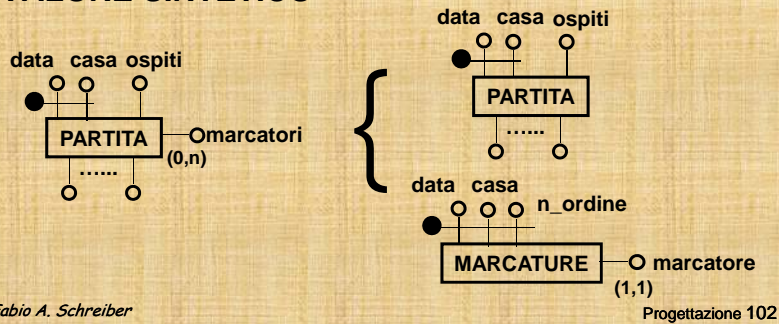 data casa ospiti
PARTITA
marcatori
(0,n)
…...
data casa ospiti
PARTITA
…...
data casa n_ordine
MARCATURE
marcatore
(1,1)
Fabio A. Schreiber
Progettazione 102